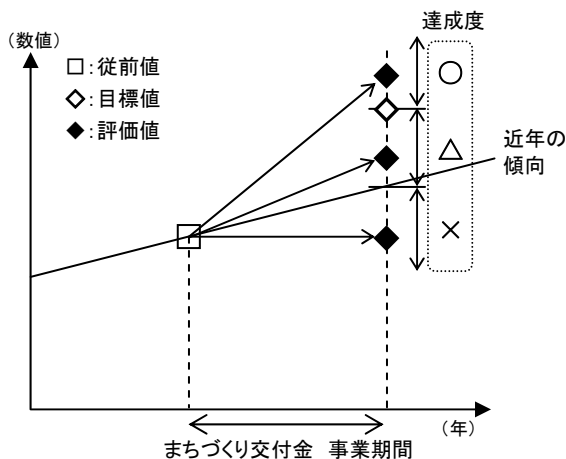 達成度
(数値)
□:従前値
◇:目標値
◆:評価値
○
△
×
近年の
傾向
(年)
まちづくり交付金 事業期間